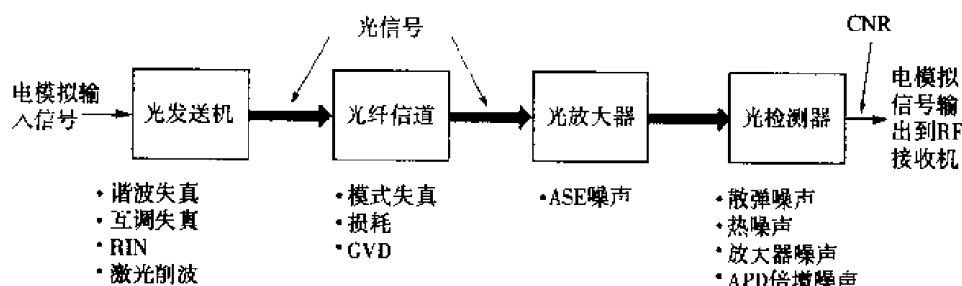 光信号
CNR
电模拟输
入信号
光发送机
光纤信道
光放大器
光检测器
电模拟
信号输
出到RF
接收机
•谐波失真
•互调失真
•RIN
•激光削波
•模式失真
•损耗
•GVD
•ASE噪声
•散弹噪声
•热噪声
•放大器噪声
•APD倍增噪声